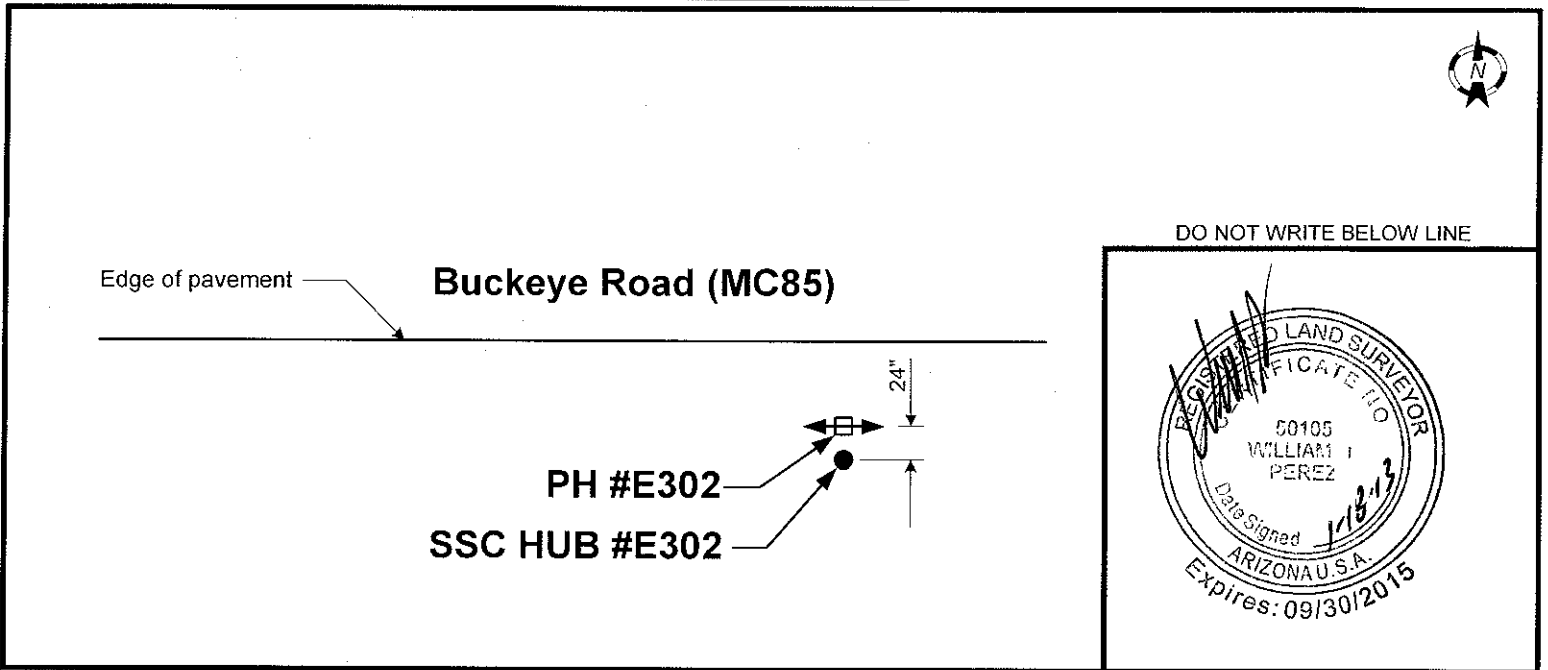 N
DO NOT WRITE BELOW LINE
Edge of pavement
Buckeye Road (MC85)
24"
PH #E302
SSC HUB #E302
REGISTERED LAND SURVEYOR
CERTIFICATE NO
50105
WILLIAM
PEREZ
Date Signed
ARIZONA U.S.A.
Expires: 09/30/2015